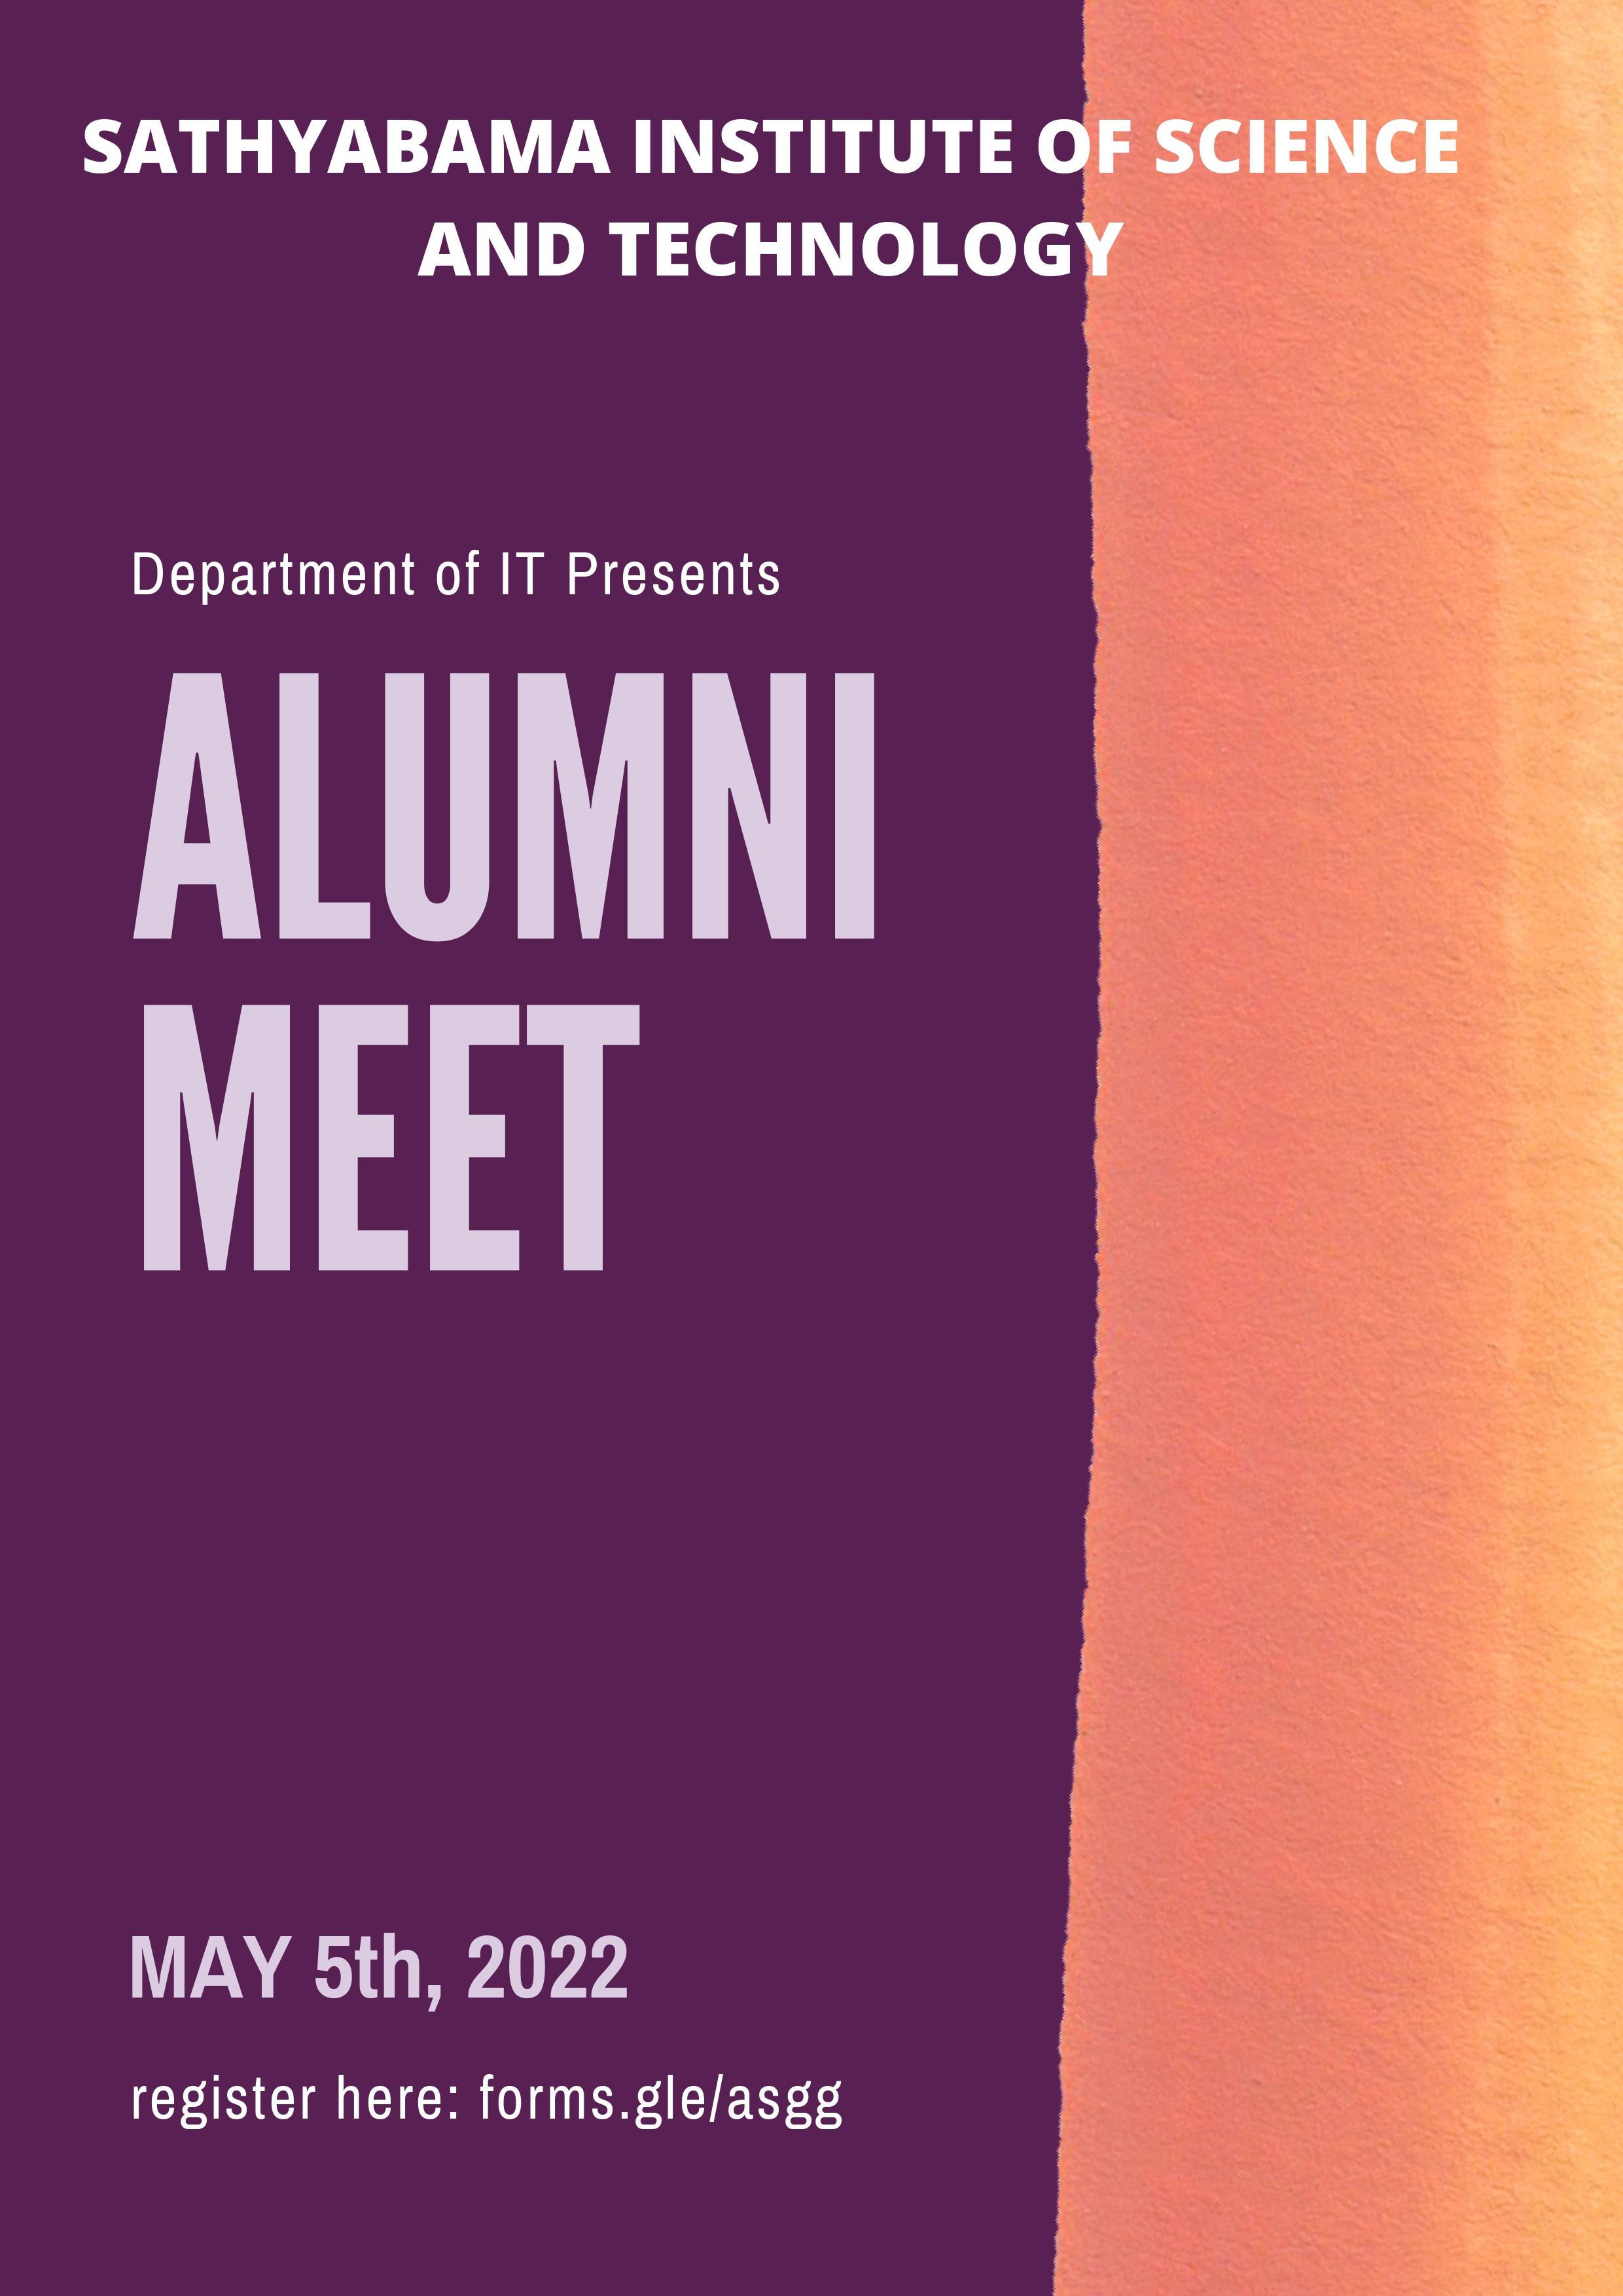 SATHYABAMA INSTITUTE OF SCIENCE
AND TECHNOLOGY
Department of IT Presents
ALUMNI
MEET
MAY 5th, 2022
register here: forms.gle/asgg